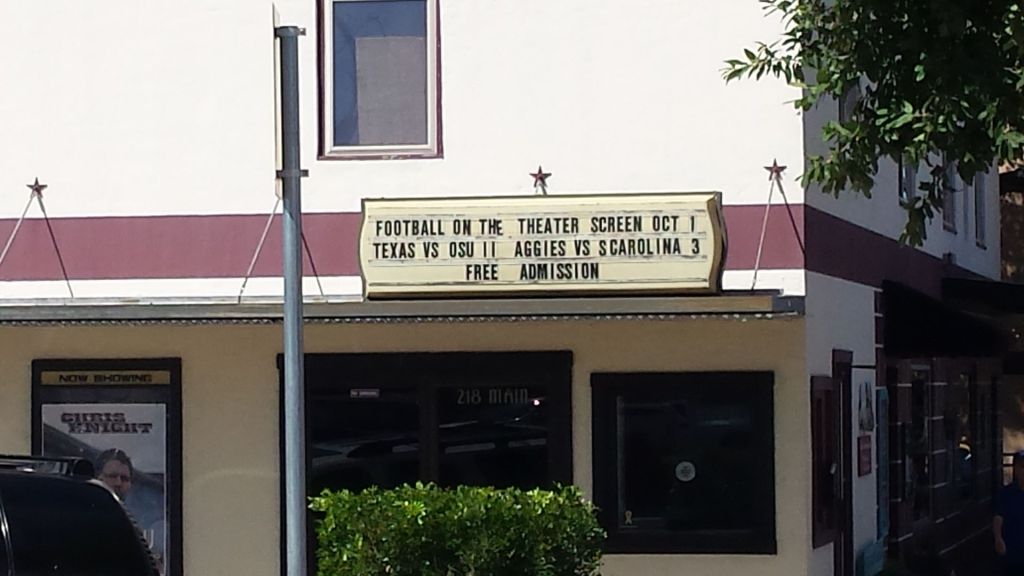 FOOTBALL ON THE THEATER SCREEN OCT 1
TEXAS VS OSU 11 AGGIES VS S CAROLINA 3
FREE ADMISSION
NOW SHOWING
CHRIS KNIGHT
218 MAIN